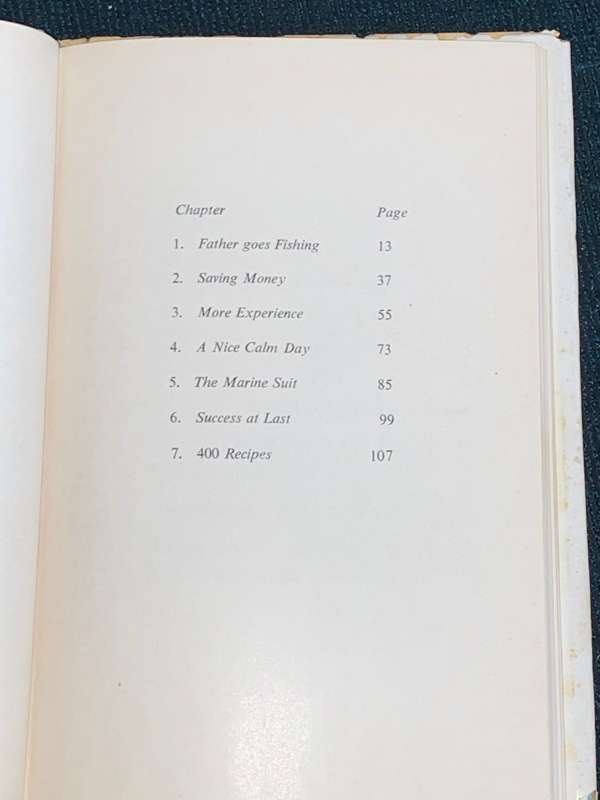 Chapter Page
1. Father goes Fishing 13
2. Saving Money 37
3. More Experience 55
4. A Nice Calm Day 73
5. The Marine Suit 85
6. Success at Last 99
7. 400 Recipes 107